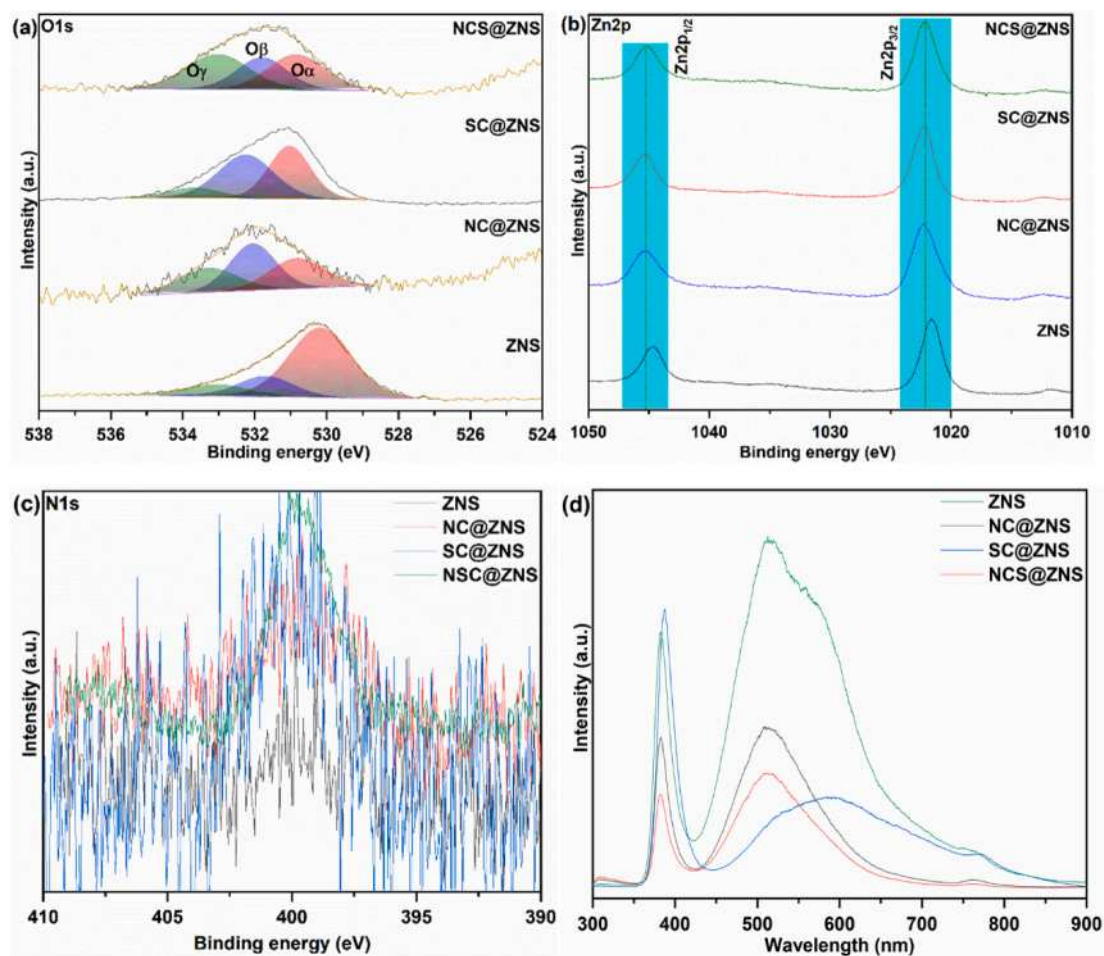 (a) O1s
NCS@ZNS
Oγ
Oβ
Oα
SC@ZNS
NC@ZNS
ZNS
Intensity (a.u.)
538 536 534 532 530 528 526 524
Binding energy (eV)
(b) Zn2p
Zn2p1/2
Zn2p3/2
NCS@ZNS
SC@ZNS
NC@ZNS
ZNS
Intensity (a.u.)
1050 1040 1030 1020 1010
Binding energy (eV)
(c) N1s
ZNS
NC@ZNS
SC@ZNS
NSC@ZNS
Intensity (a.u.)
410 405 400 395 390
Binding energy (eV)
(d)
ZNS
NC@ZNS
SC@ZNS
NCS@ZNS
Intensity (a.u.)
300 400 500 600 700 800 900
Wavelength (nm)